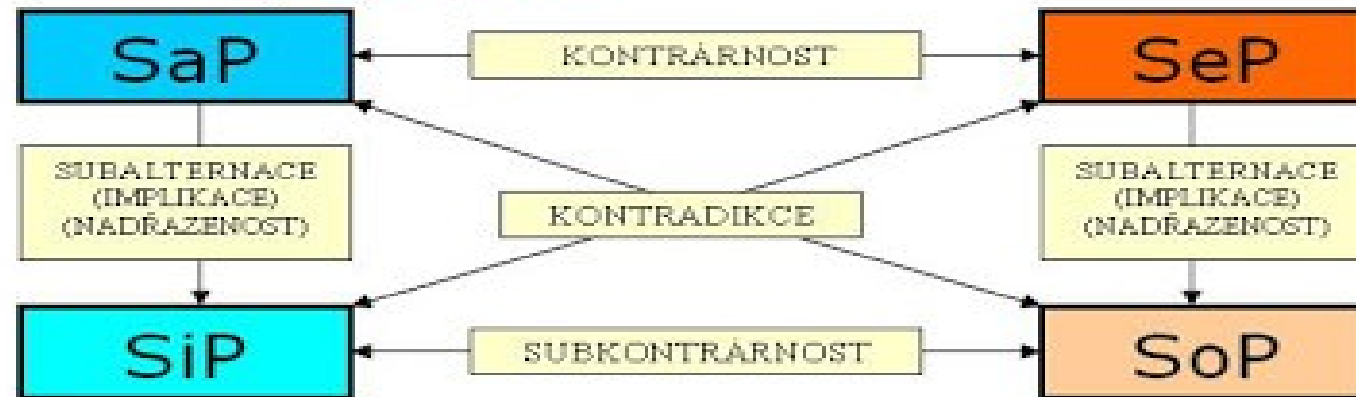 SaP
KONTRÁRNOST
SeP
SUBALTERNACE
(IMPLIKACE)
(NADŘAZENOST)
KONTRADIKCE
SUBALTERNACE
(IMPLIKACE)
(NADŘAZENOST)
SiP
SUBKONTRÁRNOST
SoP